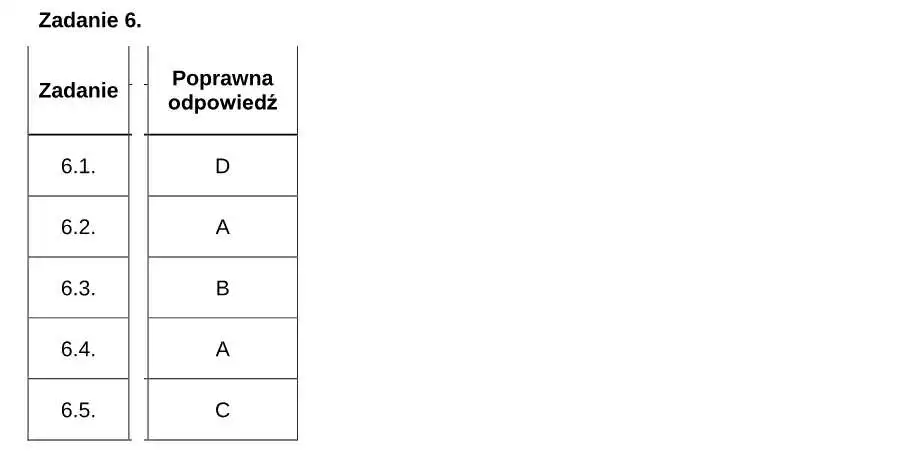 Zadanie 6.
Zadanie
Poprawna
odpowiedź
6.1. D
6.2. A
6.3. B
6.4. A
6.5. C